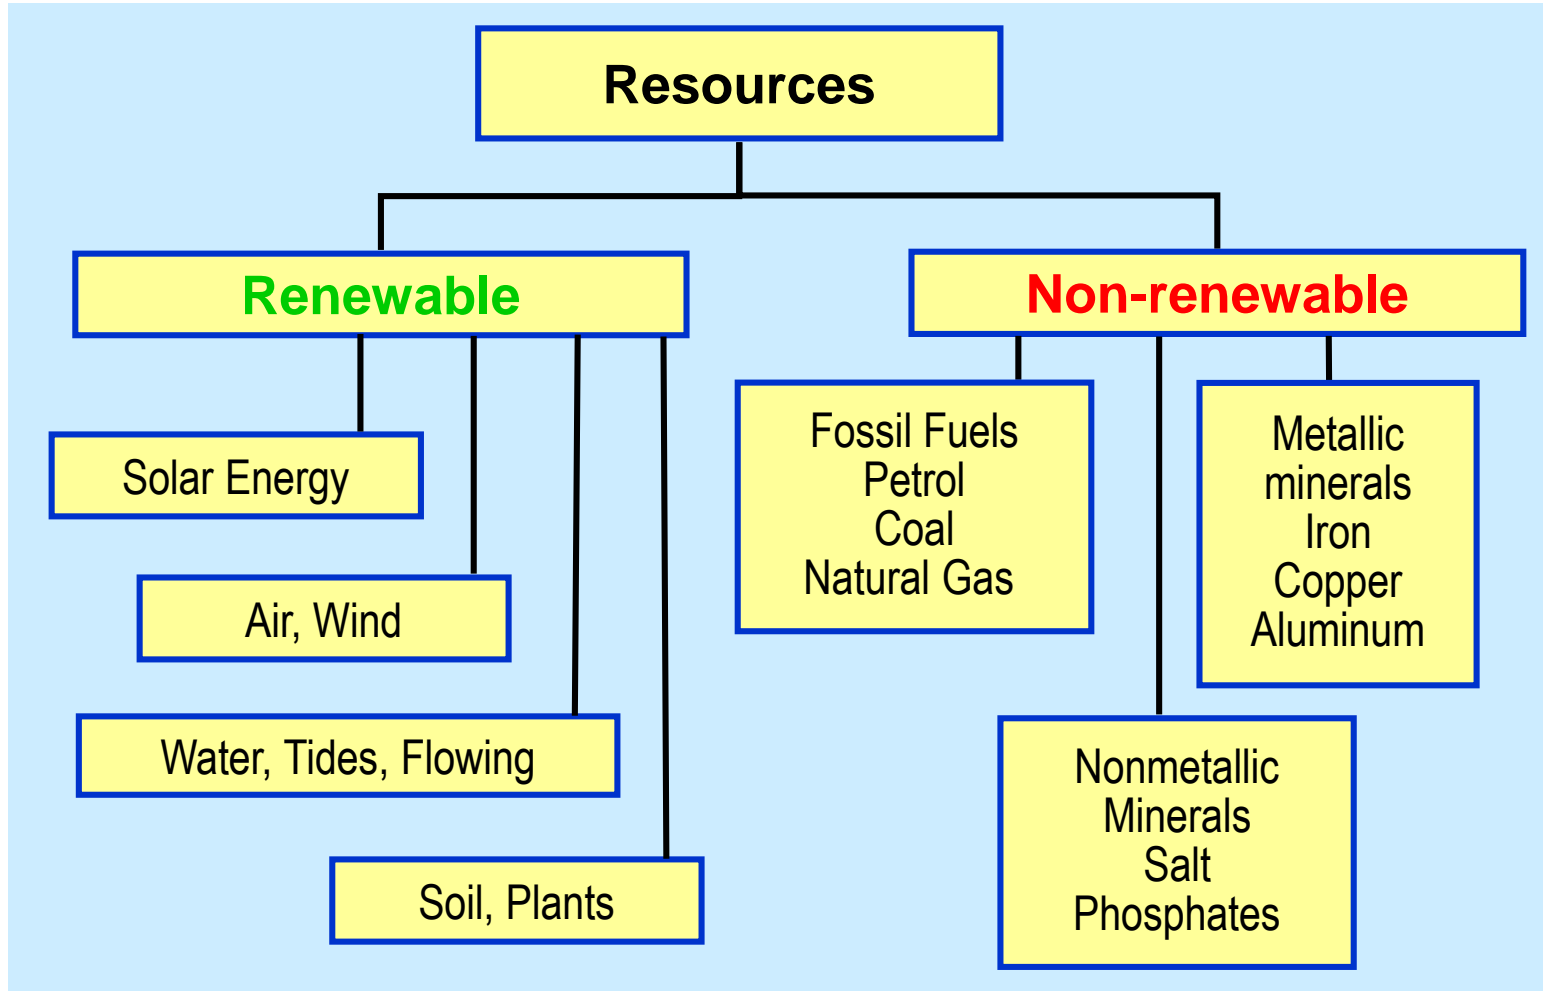 Resources
Renewable
Non-renewable
Solar Energy
Air, Wind
Water, Tides, Flowing
Soil, Plants
Fossil Fuels
Petrol
Coal
Natural Gas
Metallic
minerals
Iron
Copper
Aluminum
Nonmetallic
Minerals
Salt
Phosphates